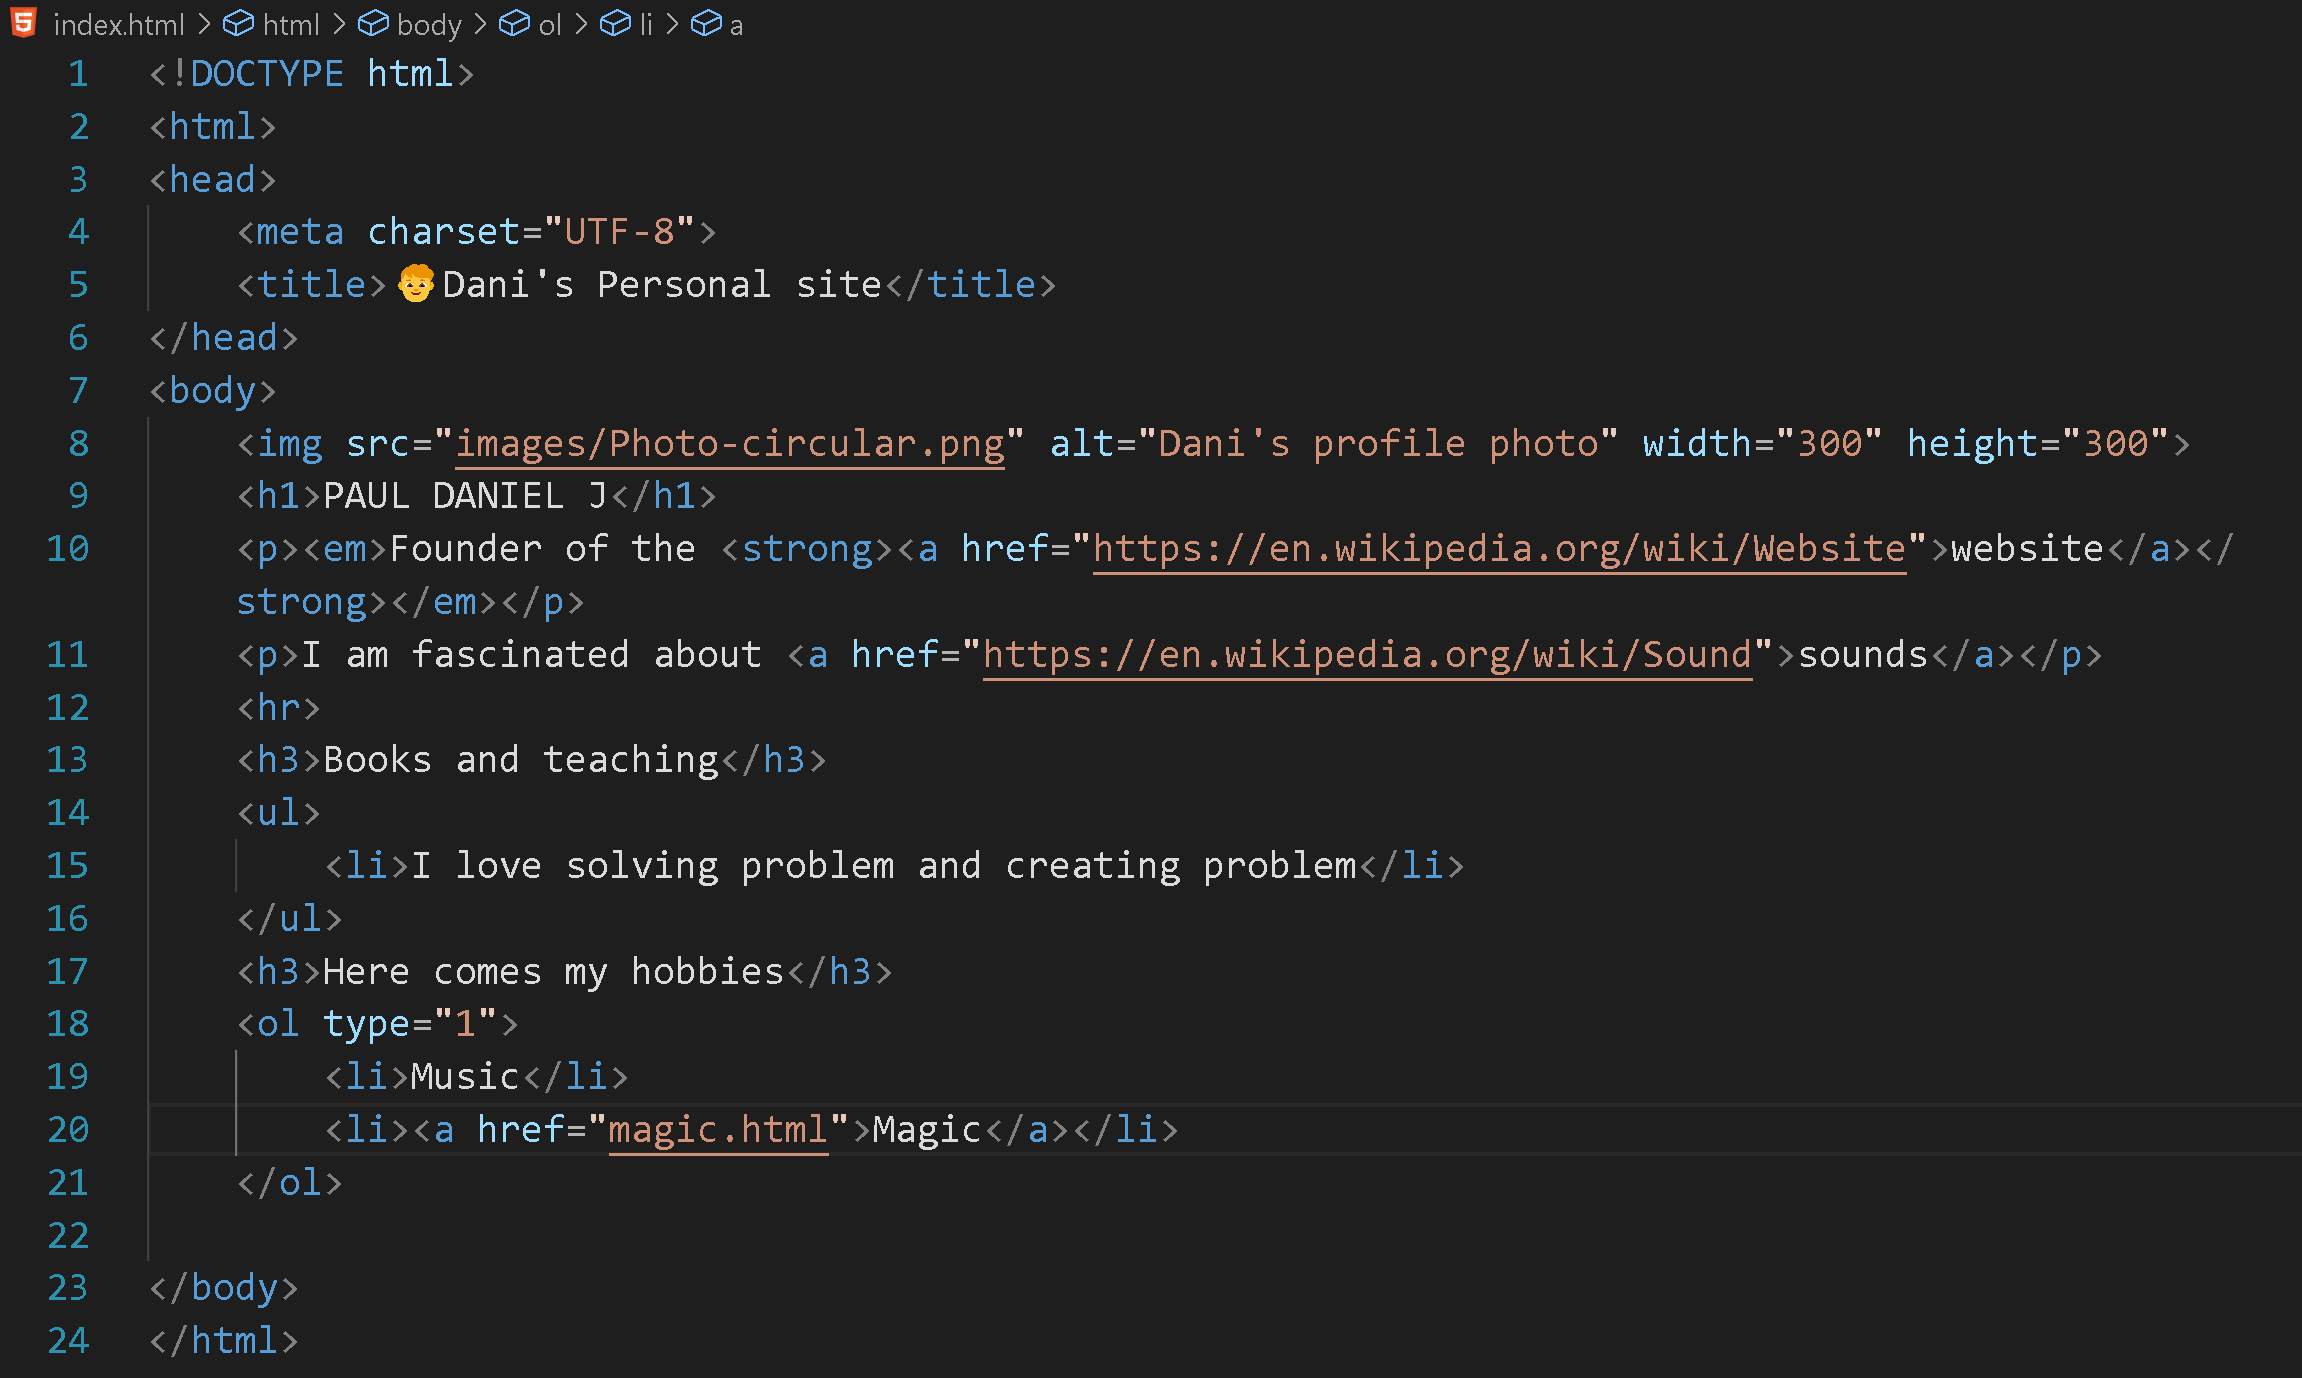 index.html > html > body > ol > li > a
1 <!DOCTYPE html>
2 <html>
3 <head>
4     <meta charset="UTF-8">
5     <title>👦Dani's Personal site</title>
6 </head>
7 <body>
8     <img src="images/Photo-circular.png" alt="Dani's profile photo" width="300" height="300">
9     <h1>PAUL DANIEL J</h1>
10     <p><em>Founder of the <strong><a href="https://en.wikipedia.org/wiki/Website">website</a></
    strong></em></p>
11     <p>I am fascinated about <a href="https://en.wikipedia.org/wiki/Sound">sounds</a></p>
12     <hr>
13     <h3>Books and teaching</h3>
14     <ul>
15         <li>I love solving problem and creating problem</li>
16     </ul>
17     <h3>Here comes my hobbies</h3>
18     <ol type="1">
19         <li>Music</li>
20         <li><a href="magic.html">Magic</a></li>
21     </ol>
22
23 </body>
24 </html>